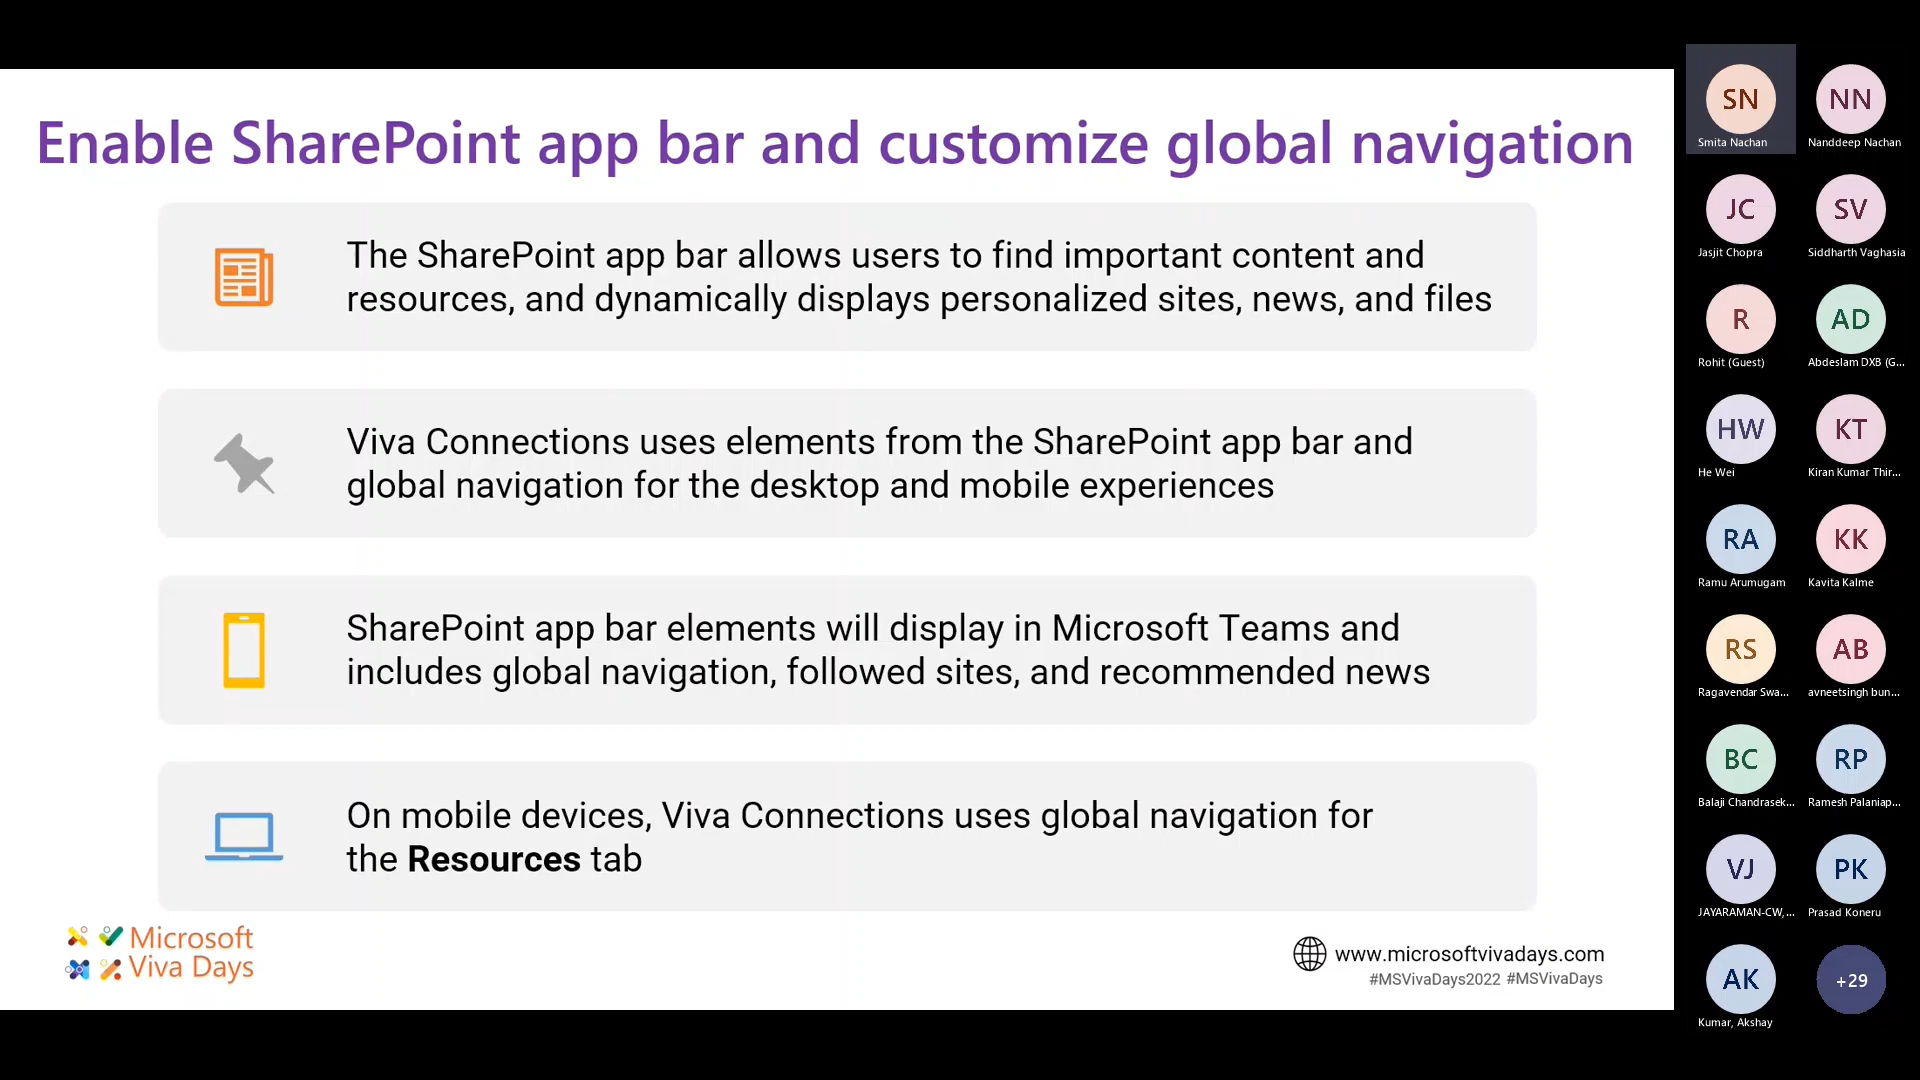 Enable SharePoint app bar and customize global navigation
The SharePoint app bar allows users to find important content and
resources, and dynamically displays personalized sites, news, and files
Viva Connections uses elements from the SharePoint app bar and
global navigation for the desktop and mobile experiences
SharePoint app bar elements will display in Microsoft Teams and
includes global navigation, followed sites, and recommended news
On mobile devices, Viva Connections uses global navigation for
the Resources tab
Microsoft
Viva Days
www.microsoftvivadays.com
#MSVivaDays2022 #MSVivaDays
SN
Smita Nachan
NN
Nanddeep Nachan
JC
Jasjit Chopra
SV
Siddharth Vaghasia
R
Rohit (Guest)
AD
Abdeslam DXB (G...
HW
He Wei
KT
Kiran Kumar Thir...
RA
Ramu Arumugam
KK
Kavita Kalme
RS
Ragavendar Swa...
AB
avneetsingh bun...
BC
Balaji Chandrasek...
RP
Ramesh Palaniap...
VJ
JAYARAMAN-CW,...
PK
Prasad Koneru
AK
Kumar, Akshay
+29